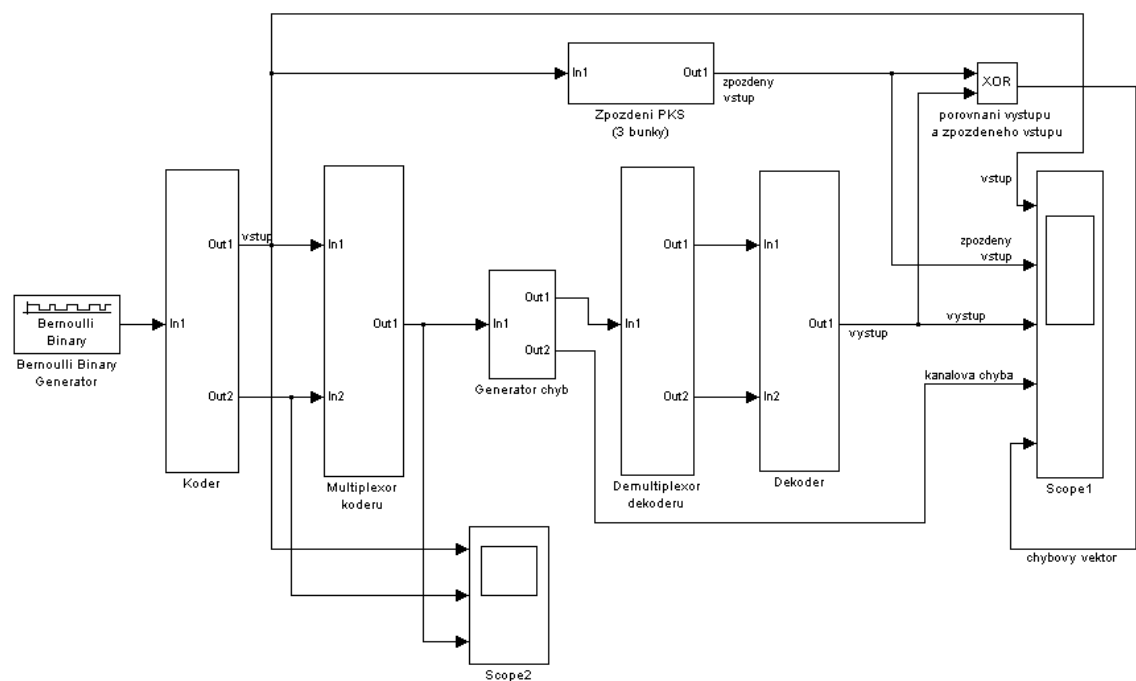 In1
Out1
zpozdeny
vstup
Zpozdeni PKS
(3 bunky)
XOR
porovnani vystupu
a zpozdeneho vstupu
vstup
Out1
vstup
In1
Out1
In1
zpozdeny
vstup
Bernoulli
Binary
Bernoulli Binary
Generator
In1
Out2
Koder
Out1
In2
Multiplexor
koderu
In1
Out1
Out2
Generator chyb
In1
Out2
Demultiplexor
dekoderu
Out1
vystup
In2
Dekoder
vystup
kanalova chyba
Scope1
chybovy vektor
Scope2